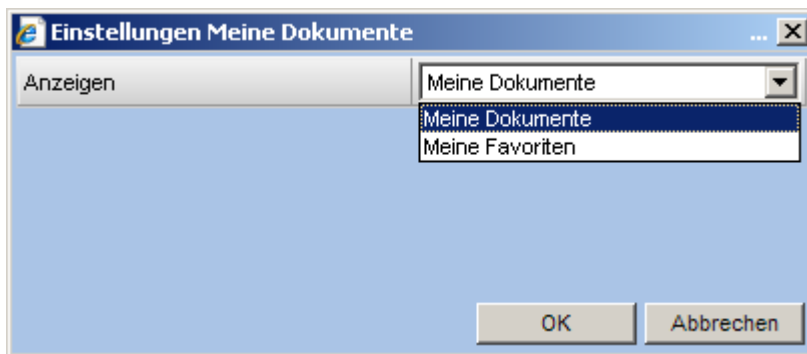 Einstellungen Meine Dokumente ...
Anzeigen Meine Dokumente
Meine Dokumente
Meine Favoriten
OK Abbrechen